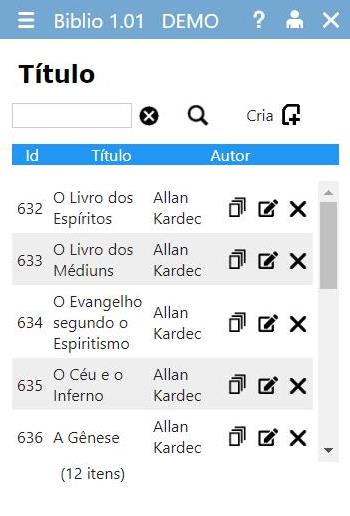 Biblio 1.01 DEMO ?
Título
Cria
Id Título Autor
632 O Livro dos Espíritos Allan Kardec
633 O Livro dos Médiuns Allan Kardec
634 O Evangelho segundo o Espiritismo Allan Kardec
635 O Céu e o Inferno Allan Kardec
636 A Gênese Allan Kardec
(12 itens)